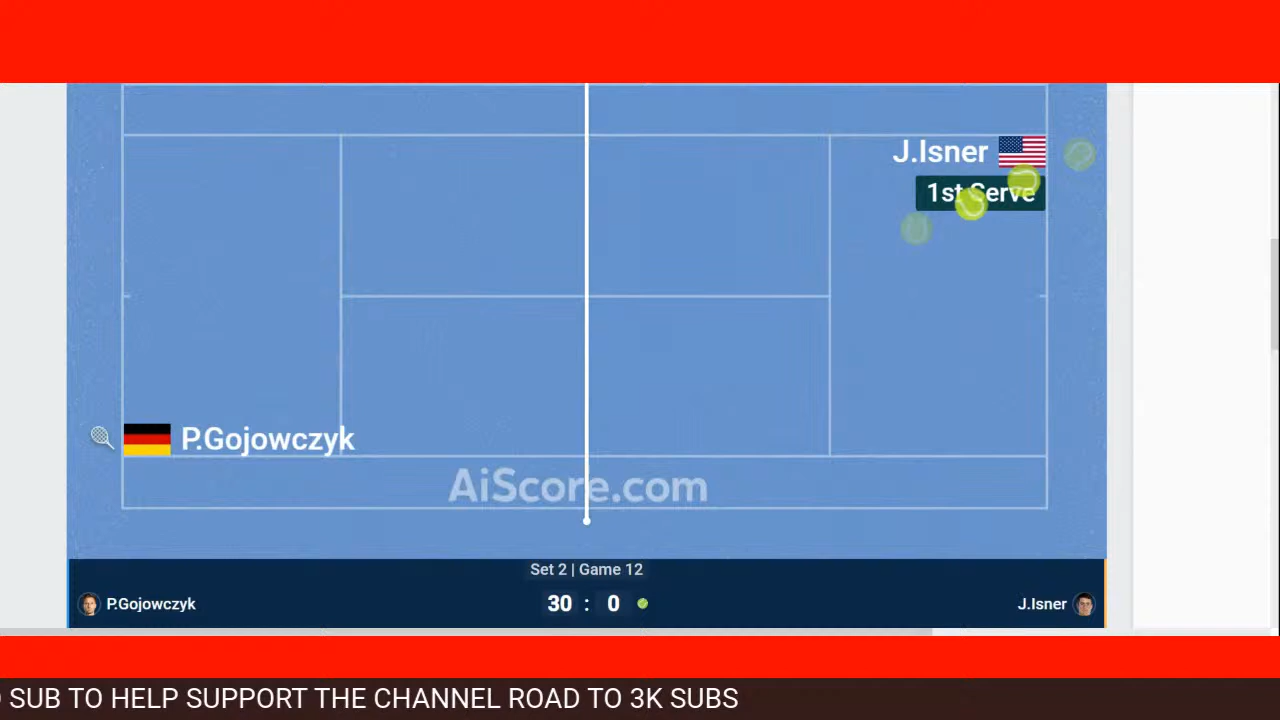 J.Isner
1st Serve
P.Gojowczyk
AiScore.com
Set 2 | Game 12
P.Gojowczyk
30 : 0
J.Isner
SUB TO HELP SUPPORT THE CHANNEL ROAD TO 3K SUBS